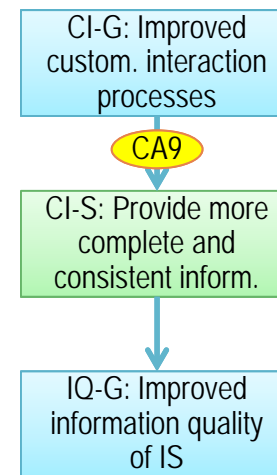 CI-G: Improved
custom. interaction
processes
CA9
CI-S: Provide more
complete and
consistent inform.
IQ-G: Improved
information quality
of IS